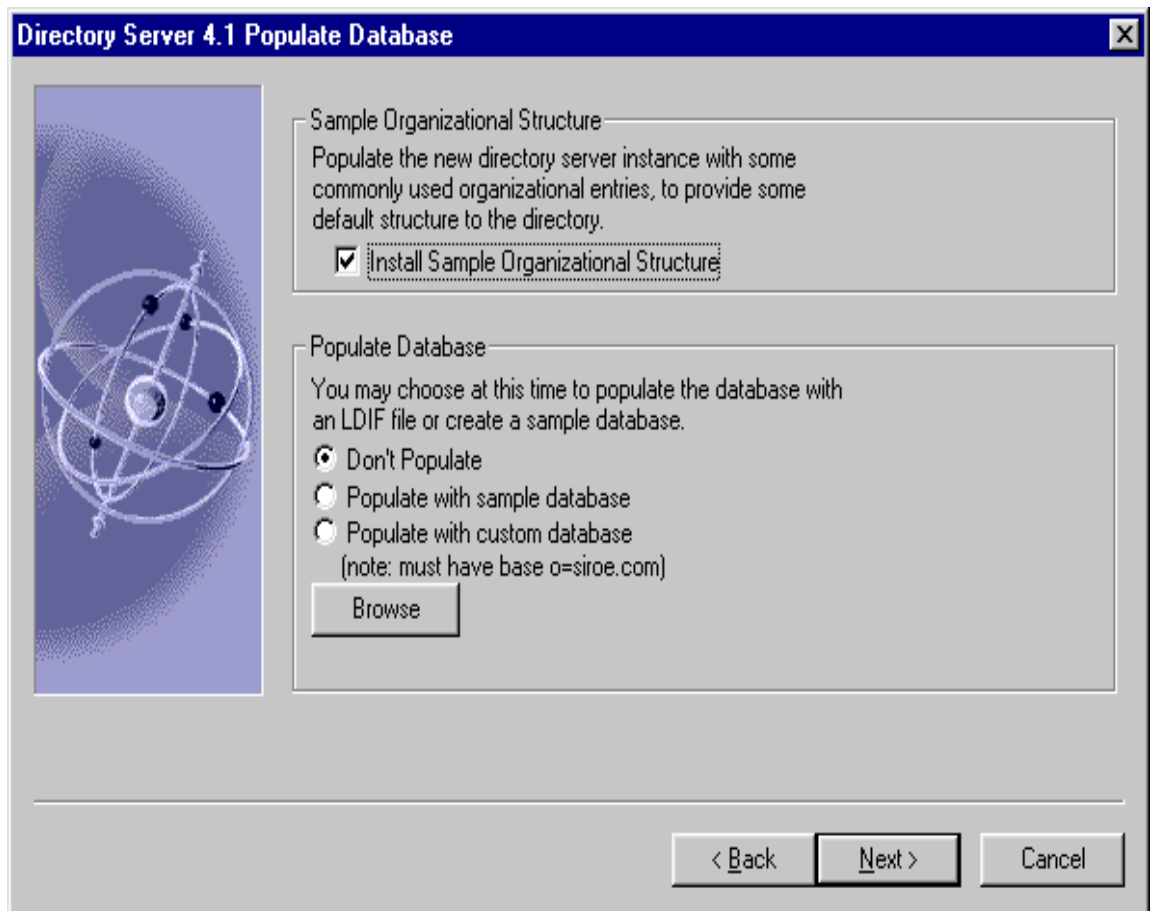 Directory Server 4.1 Populate Database
Sample Organizational Structure
Populate the new directory server instance with some
commonly used organizational entries, to provide some
default structure to the directory.
Install Sample Organizational Structure
Populate Database
You may choose at this time to populate the database with
an LDIF file or create a sample database.
Don't Populate
Populate with sample database
Populate with custom database
(note: must have base o=siroe.com)
Browse
< Back
Next >
Cancel